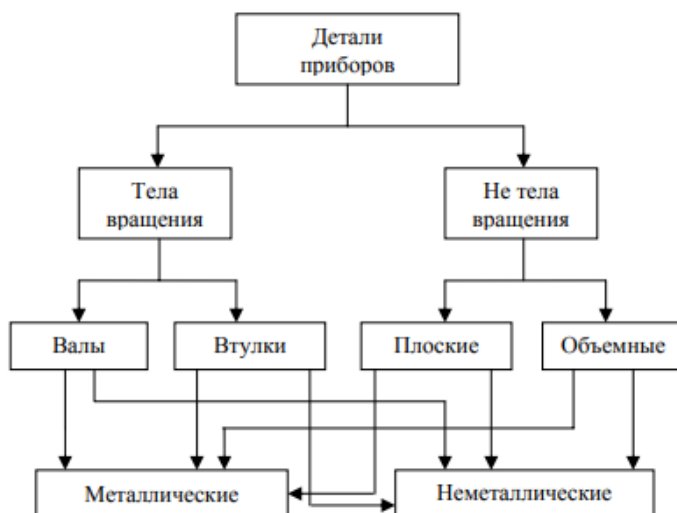 Детали
приборов
Тела
вращения
Не тела
вращения
Валы
Втулки
Плоские
Объемные
Металлические
Неметаллические